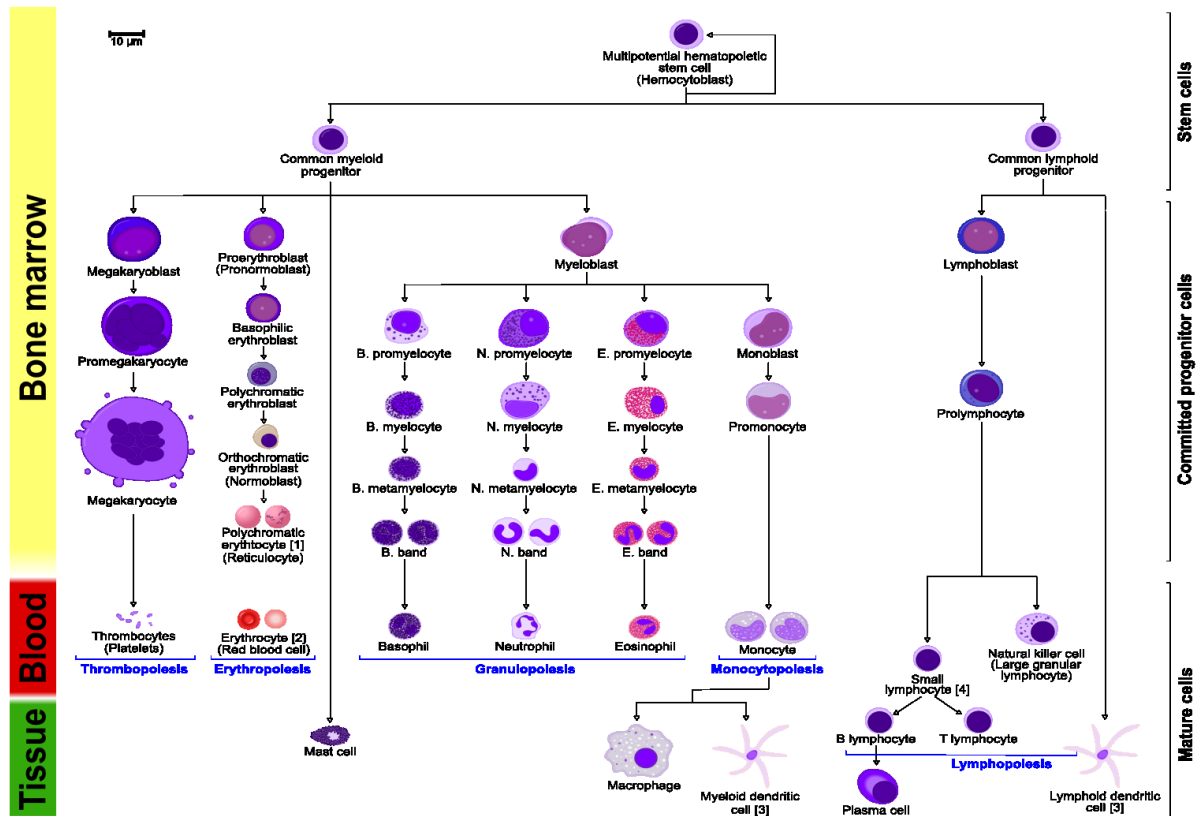 10 µm
Multipotential hematopoietic
stem cell
(Hemocytoblast)
Common myeloid
progenitor
Common lymphoid
progenitor
Megakaryoblast
Proerythroblast
(Pronormoblast)
Myeloblast
Lymphoblast
Promegakaryocyte
Basophilic
erythroblast
B. promyelocyte
N. promyelocyte
E. promyelocyte
Monoblast
Polychromatic
erythroblast
B. myelocyte
N. myelocyte
E. myelocyte
Promonocyte
Prolymphocyte
Megakaryocyte
Orthochromatic
erythroblast
(Normoblast)
B. metamyelocyte
N. metamyelocyte
E. metamyelocyte
Polychromatic
erythtocyte [1]
(Reticulocyte)
B. band
N. band
E. band
Thrombocytes
(Platelets)
Erythrocyte [2]
(Red blood cell)
Basophil
Neutrophil
Eosinophil
Monocyte
Natural killer cell
(Large granular
lymphocyte)
Small
lymphocyte [4]
Thrombopoiesis
Erythropoiesis
Granulopoiesis
Monocytopoiesis
Mast cell
Macrophage
Myeloid dendritic
cell [3]
B lymphocyte
T lymphocyte
Lymphopoiesis
Plasma cell
Lymphoid dendritic
cell [3]
Bone marrow
Blood
Tissue
Stem cells
Committed progenitor cells
Mature cells